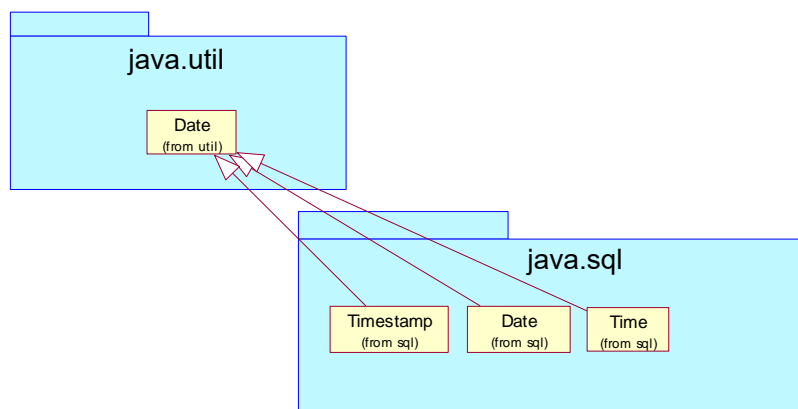 java.util
Date
(from util)
java.sql
Timestamp
(from sql)
Date
(from sql)
Time
(from sql)